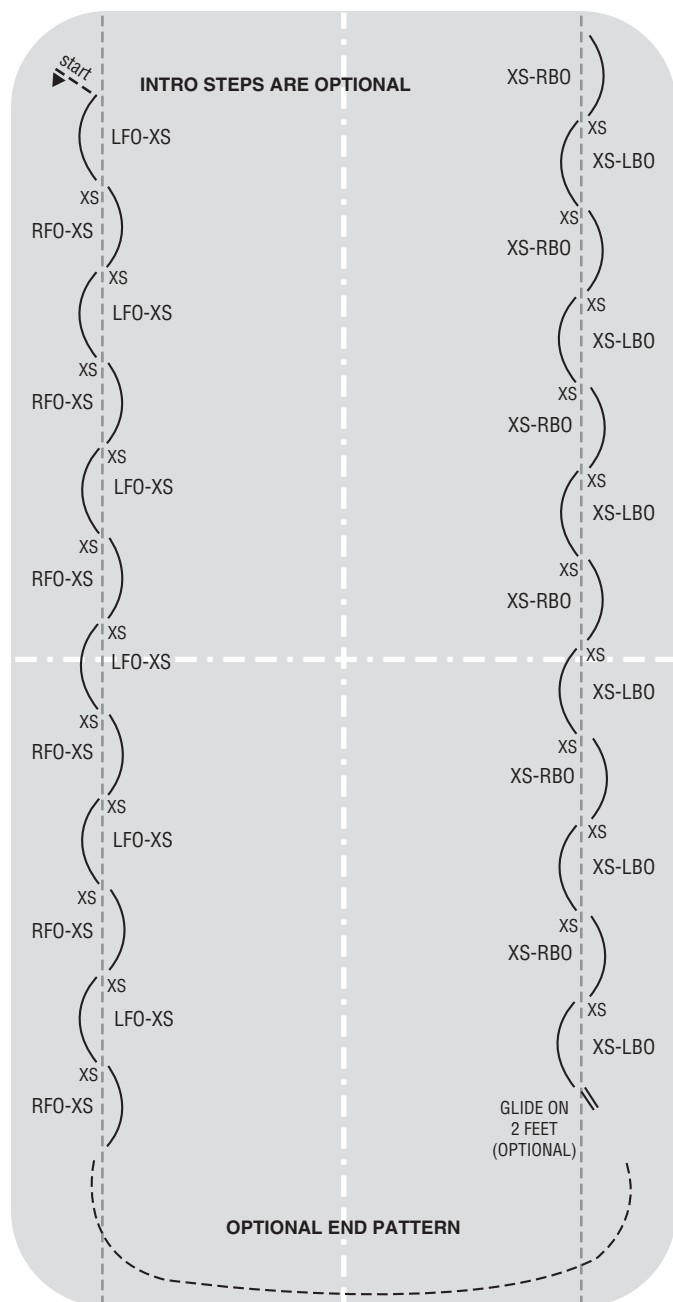 start
INTRO STEPS ARE OPTIONAL
LFO-XS
XS
RFO-XS
XS
LFO-XS
XS
RFO-XS
XS
LFO-XS
XS
RFO-XS
XS
LFO-XS
XS
RFO-XS
XS
LFO-XS
XS
RFO-XS
XS
LFO-XS
XS
RFO-XS
XS-RBO
XS
XS-LBO
XS
XS-RBO
XS
XS-LBO
XS
XS-RBO
XS
XS-LBO
XS
XS-RBO
XS
XS-LBO
XS
XS-RBO
XS
XS-LBO
XS
XS-RBO
XS
XS-LBO
GLIDE ON
2 FEET
(OPTIONAL)
OPTIONAL END PATTERN